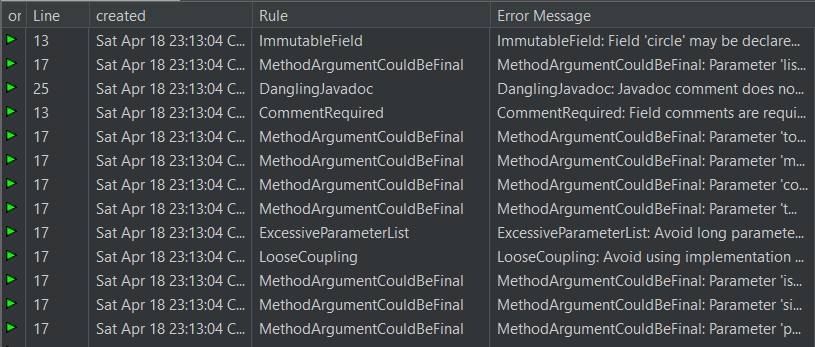 or Line created Rule Error Message
13 Sat Apr 18 23:13:04 C... ImmutableField ImmutableField: Field 'circle' may be declare...
17 Sat Apr 18 23:13:04 C... MethodArgumentCouldBeFinal MethodArgumentCouldBeFinal: Parameter 'lis...
25 Sat Apr 18 23:13:04 C... DanglingJavadoc DanglingJavadoc: Javadoc comment does no...
13 Sat Apr 18 23:13:04 C... CommentRequired CommentRequired: Field comments are requi...
17 Sat Apr 18 23:13:04 C... MethodArgumentCouldBeFinal MethodArgumentCouldBeFinal: Parameter 'to...
17 Sat Apr 18 23:13:04 C... MethodArgumentCouldBeFinal MethodArgumentCouldBeFinal: Parameter 'm...
17 Sat Apr 18 23:13:04 C... MethodArgumentCouldBeFinal MethodArgumentCouldBeFinal: Parameter 'co...
17 Sat Apr 18 23:13:04 C... MethodArgumentCouldBeFinal MethodArgumentCouldBeFinal: Parameter 't...
17 Sat Apr 18 23:13:04 C... ExcessiveParameterList ExcessiveParameterList: Avoid long paramete...
17 Sat Apr 18 23:13:04 C... LooseCoupling LooseCoupling: Avoid using implementation ...
17 Sat Apr 18 23:13:04 C... MethodArgumentCouldBeFinal MethodArgumentCouldBeFinal: Parameter 'is...
17 Sat Apr 18 23:13:04 C... MethodArgumentCouldBeFinal MethodArgumentCouldBeFinal: Parameter 'si...
17 Sat Apr 18 23:13:04 C... MethodArgumentCouldBeFinal MethodArgumentCouldBeFinal: Parameter 'p...